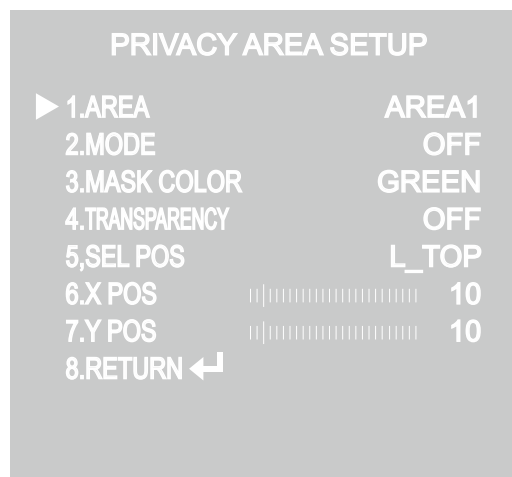 PRIVACY AREA SETUP
1.AREA AREA1
2.MODE OFF
3.MASK COLOR GREEN
4.TRANSPARENCY OFF
5,SEL POS L_TOP
6.X POS 10
7.Y POS 10
8.RETURN